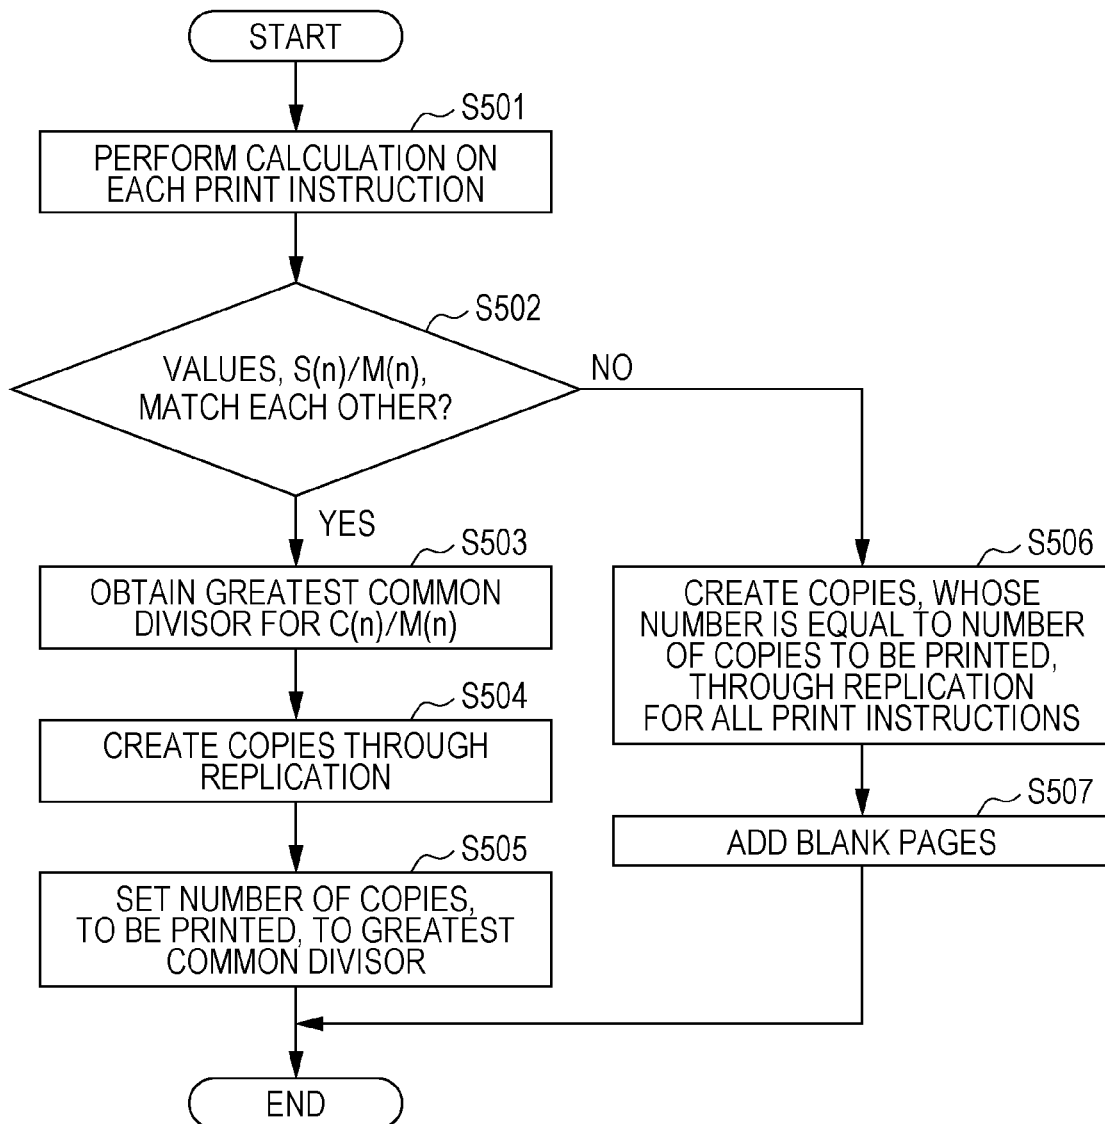 START
S501
PERFORM CALCULATION ON
EACH PRINT INSTRUCTION
S502
VALUES, S(n)/M(n),
MATCH EACH OTHER?
NO
YES
S503
OBTAIN GREATEST COMMON
DIVISOR FOR C(n)/M(n)
S504
CREATE COPIES THROUGH
REPLICATION
S505
SET NUMBER OF COPIES,
TO BE PRINTED, TO GREATEST
COMMON DIVISOR
S506
CREATE COPIES, WHOSE
NUMBER IS EQUAL TO NUMBER
OF COPIES TO BE PRINTED,
THROUGH REPLICATION
FOR ALL PRINT INSTRUCTIONS
S507
ADD BLANK PAGES
END